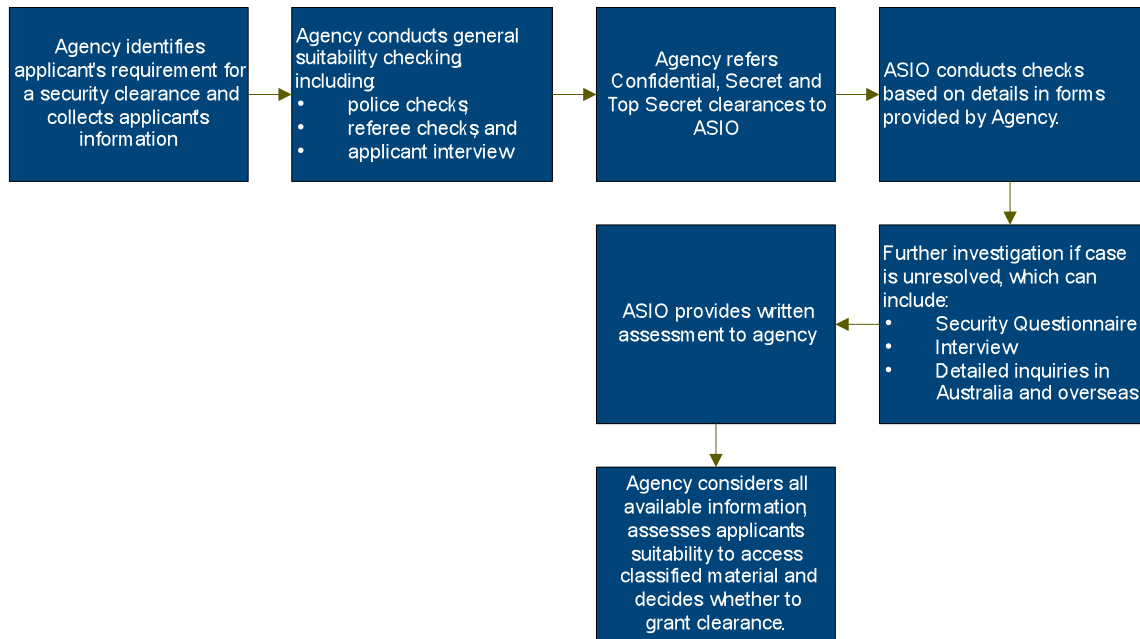 Agency identifies
applicant's requirement for
a security clearance and
collects applicant's
information
Agency conducts general
suitability checking,
including:
• police checks,
• referee checks, and
• applicant interview
Agency refers
Confidential, Secret and
Top Secret clearances to
ASIO
ASIO conducts checks
based on details in forms
provided by Agency.
Further investigation if case
is unresolved, which can
include:
• Security Questionnaire
• Interview
• Detailed inquiries in
Australia and overseas
ASIO provides written
assessment to agency
Agency considers all
available information,
assesses applicants
suitability to access
classified material and
decides whether to
grant clearance.